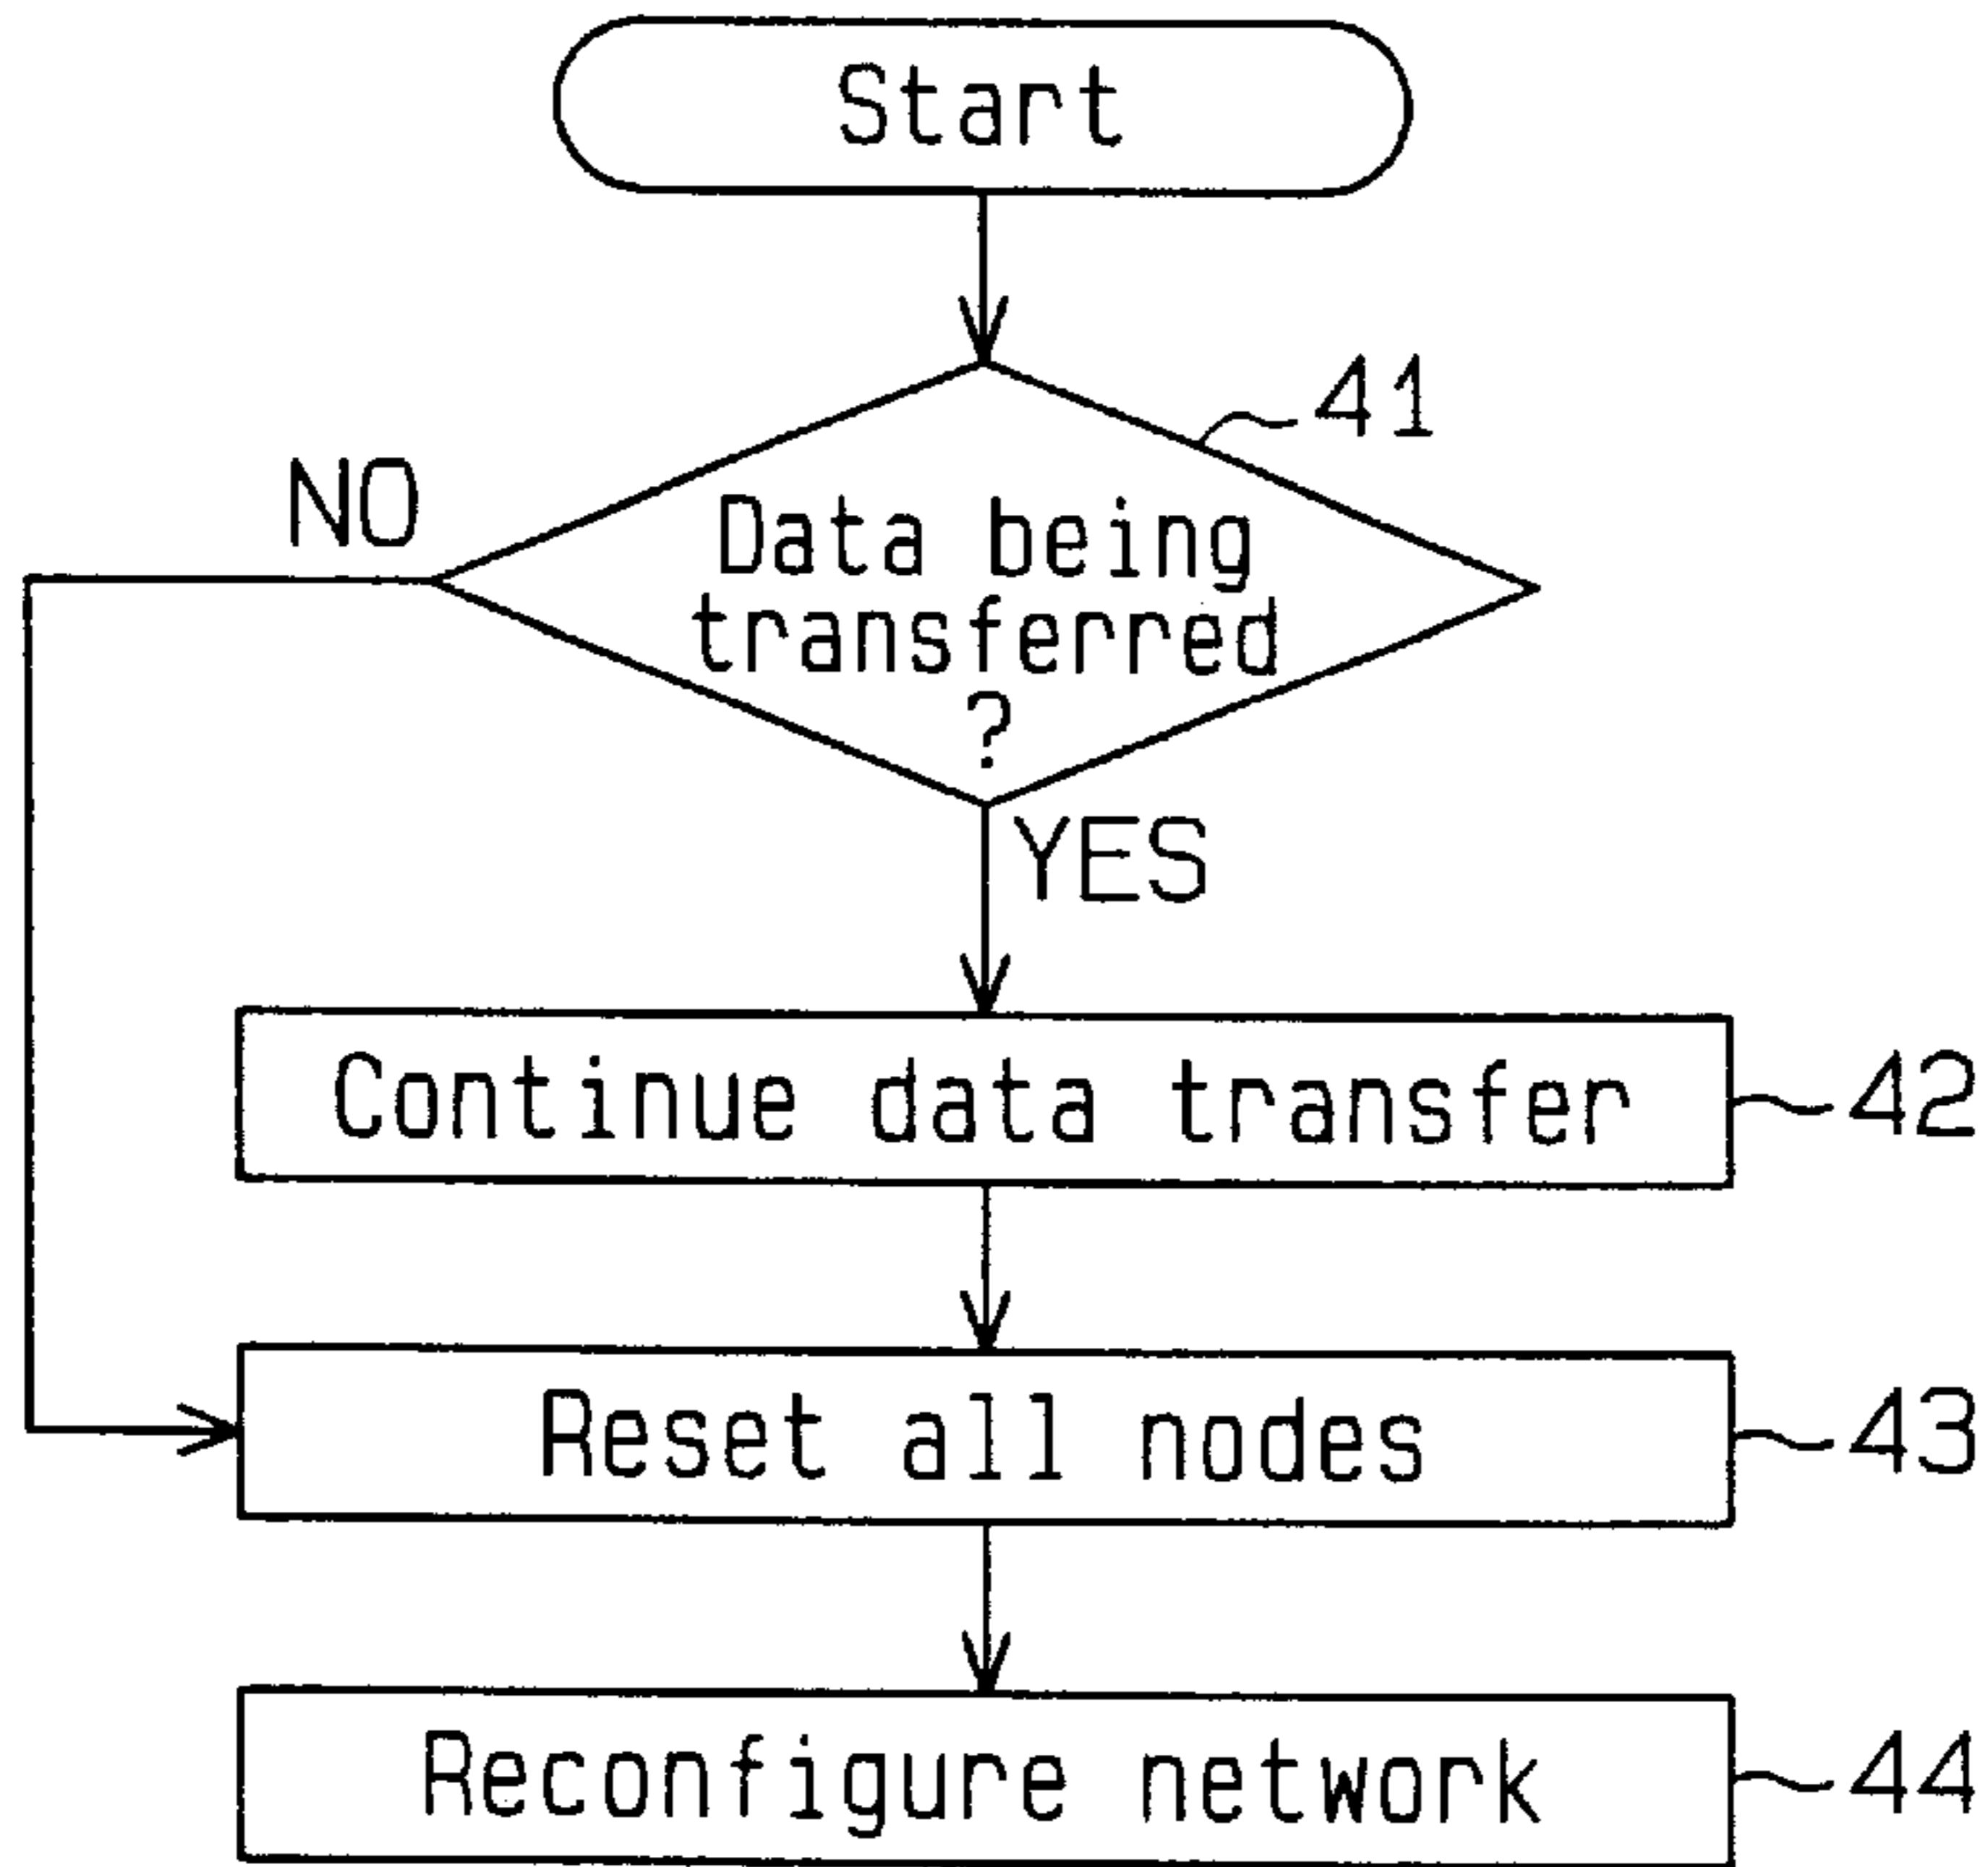 Start
41
NO
Data being
transferred
?
YES
Continue data transfer
42
Reset all nodes
43
Reconfigure network
44